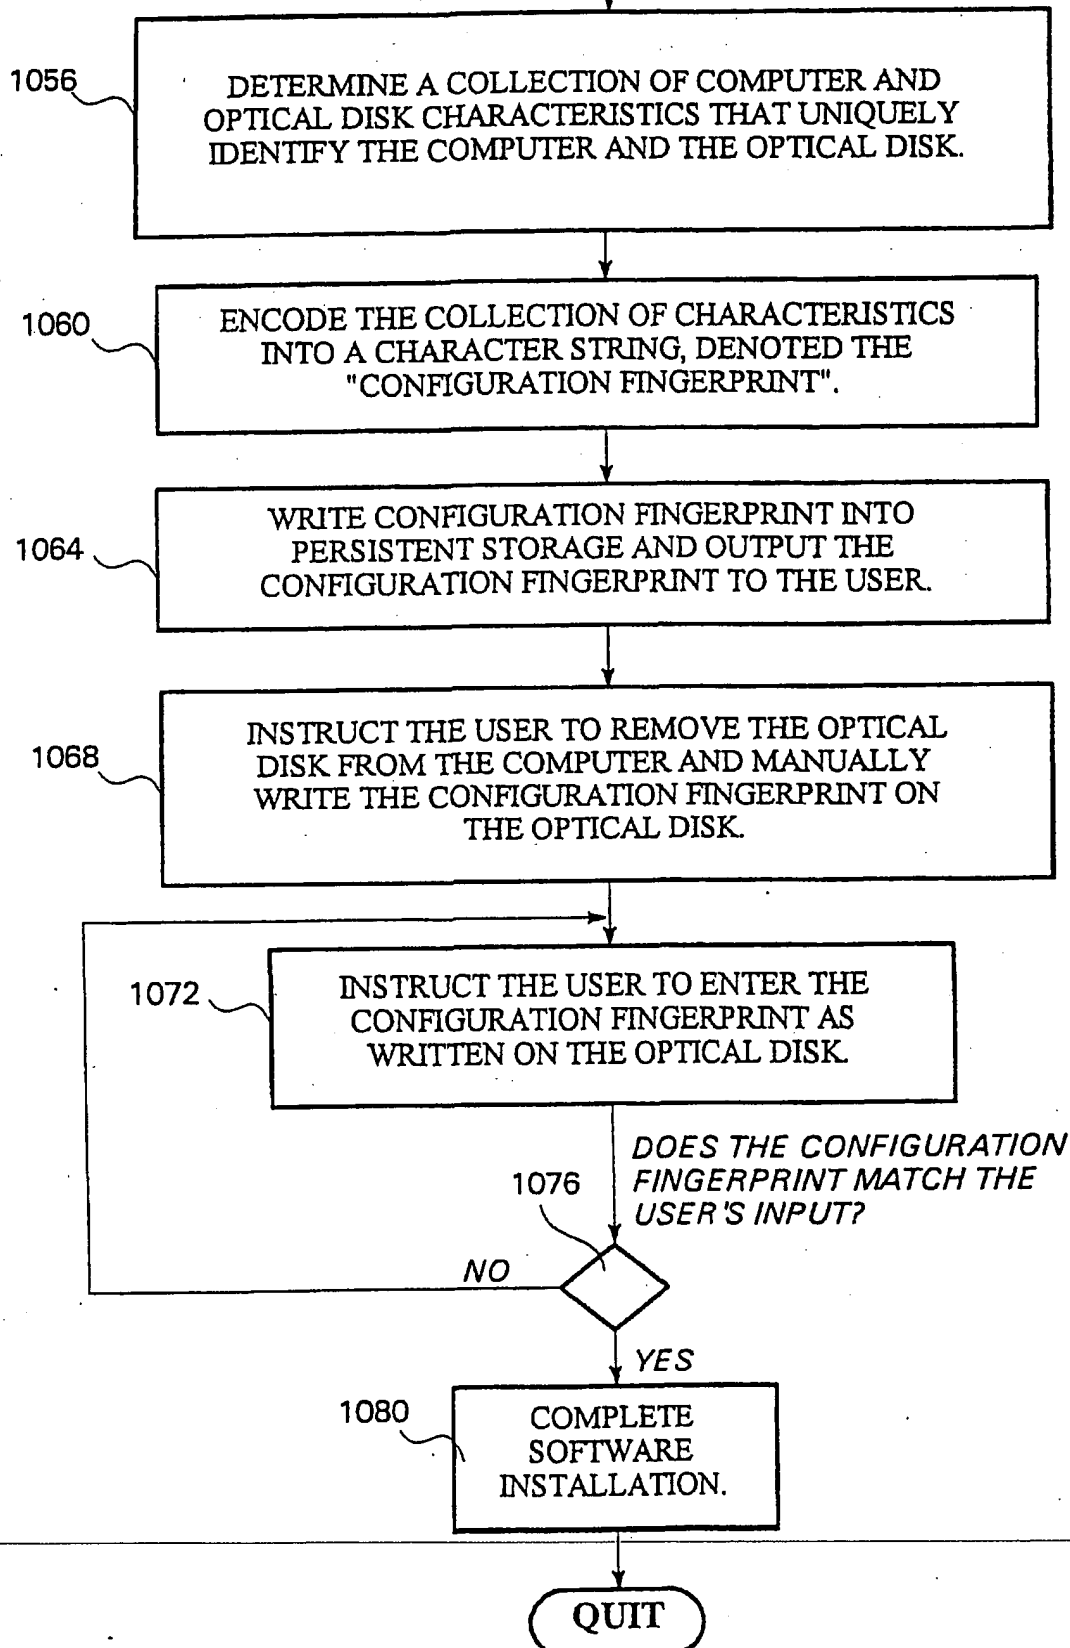 1056
DETERMINE A COLLECTION OF COMPUTER AND
OPTICAL DISK CHARACTERISTICS THAT UNIQUELY
IDENTIFY THE COMPUTER AND THE OPTICAL DISK.
1060
ENCODE THE COLLECTION OF CHARACTERISTICS
INTO A CHARACTER STRING, DENOTED THE
"CONFIGURATION FINGERPRINT".
1064
WRITE CONFIGURATION FINGERPRINT INTO
PERSISTENT STORAGE AND OUTPUT THE
CONFIGURATION FINGERPRINT TO THE USER.
1068
INSTRUCT THE USER TO REMOVE THE OPTICAL
DISK FROM THE COMPUTER AND MANUALLY
WRITE THE CONFIGURATION FINGERPRINT ON
THE OPTICAL DISK.
1072
INSTRUCT THE USER TO ENTER THE
CONFIGURATION FINGERPRINT AS
WRITTEN ON THE OPTICAL DISK.
DOES THE CONFIGURATION
FINGERPRINT MATCH THE
USER'S INPUT?
1076
NO
YES
1080
COMPLETE
SOFTWARE
INSTALLATION.
QUIT